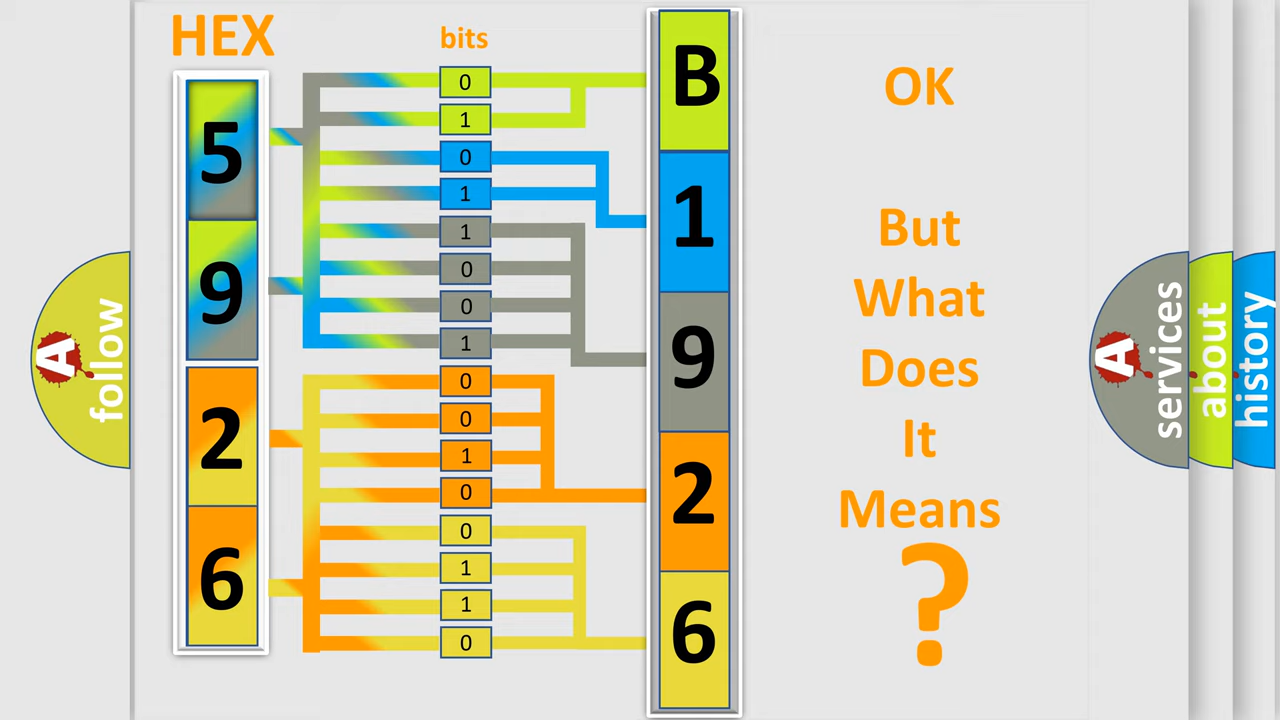 HEX
bits
5
9
2
6
0
1
0
1
1
0
0
1
0
0
1
0
0
1
1
0
B
1
9
2
6
OK
But
What
Does
It
Means
?
A
follow
A
services
about
history